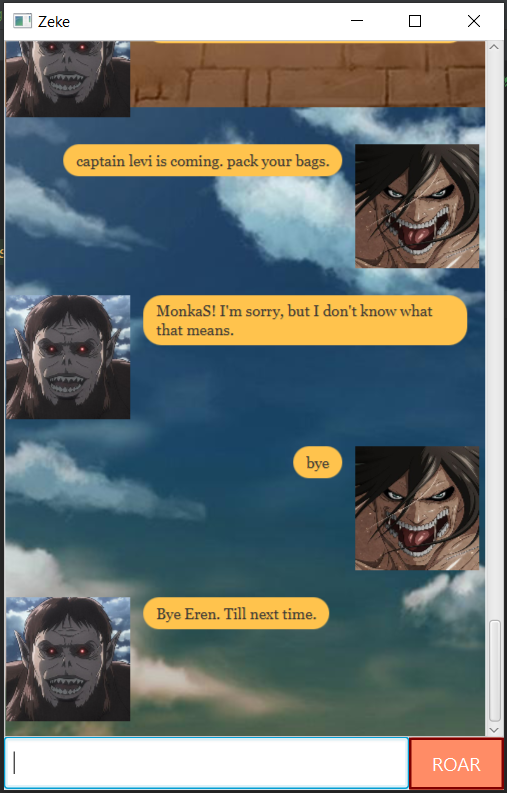 Zeke
captain levi is coming. pack your bags.
MonkaS! I'm sorry, but I don't know what
that means.
bye
Bye Eren. Till next time.
ROAR